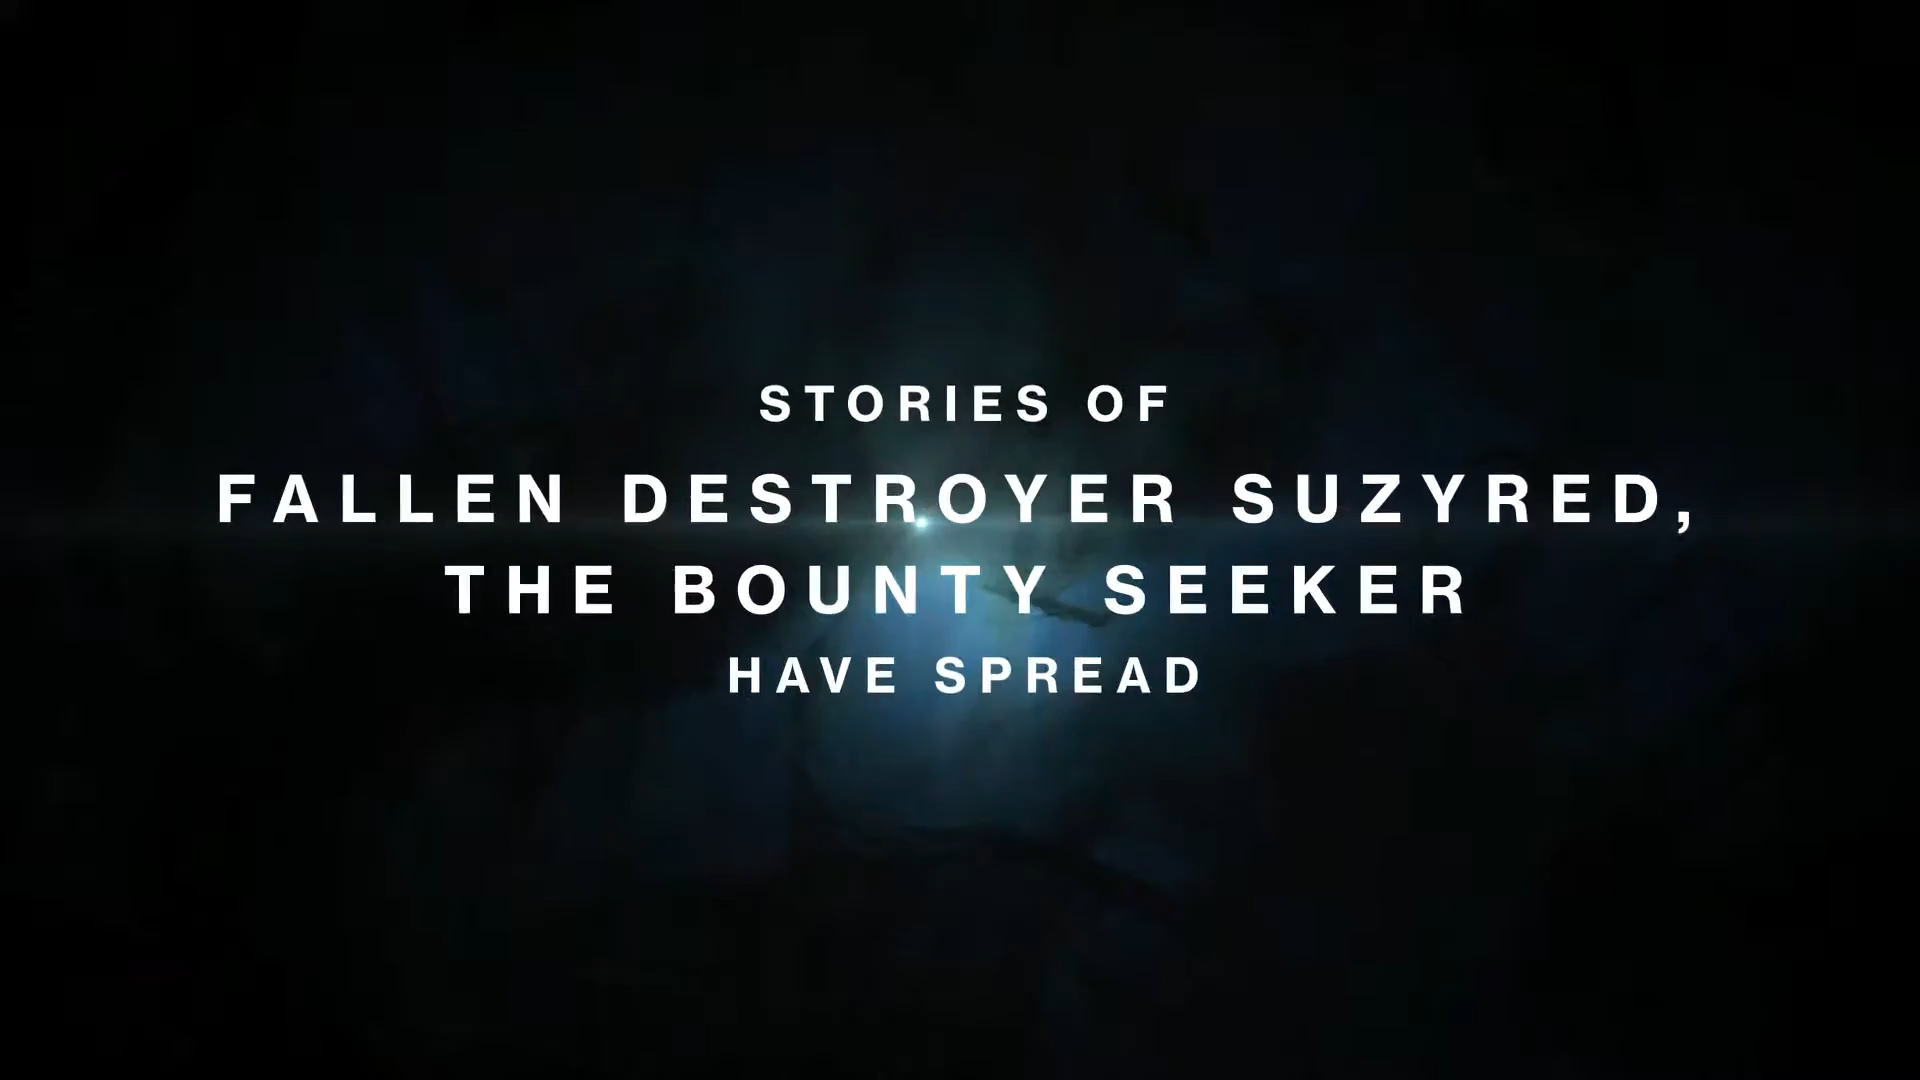 STORIES OF
FALLEN DESTROYER SUZYRED,
THE BOUNTY SEEKER
HAVE SPREAD